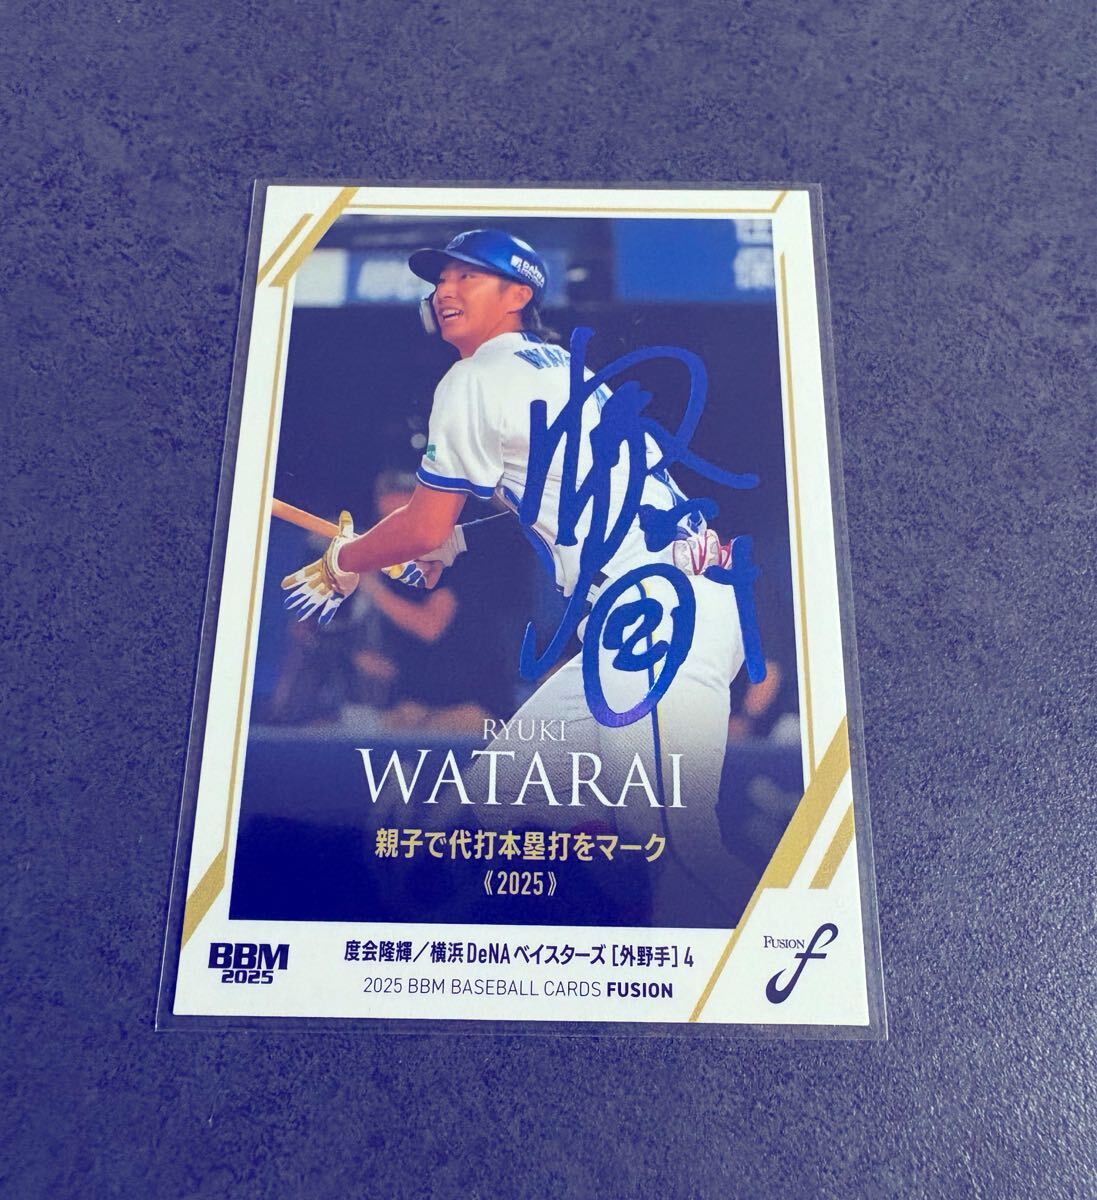 RYUKI
WATARAI
親子で代打本塁打をマーク
《2025》
BBM
2025
度会隆輝／横浜DeNAベイスターズ［外野手］4
2025 BBM BASEBALL CARDS FUSION
FUSION
f